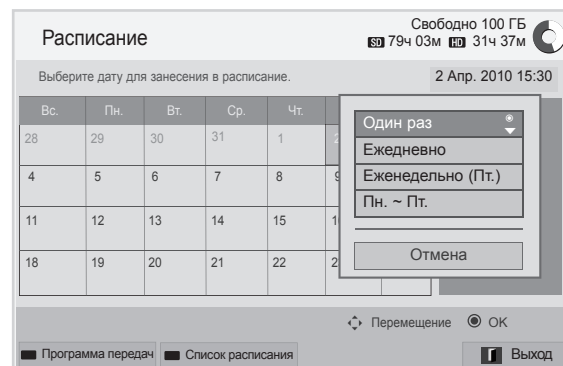 Расписание
Свободно 100 ГБ
SD 79ч 03м HD 31ч 37м
Выберите дату для занесения в расписание.
2 Апр. 2010 15:30
Вс. Пн. Вт. Ср. Чт.
28 29 30 31 1 2
4 5 6 7 8 9
11 12 13 14 15
18 19 20 21 22
Один раз
Ежедневно
Еженедельно (Пт.)
Пн. ~ Пт.
Отмена
Перемещение OK
Программа передач Список расписания Выход